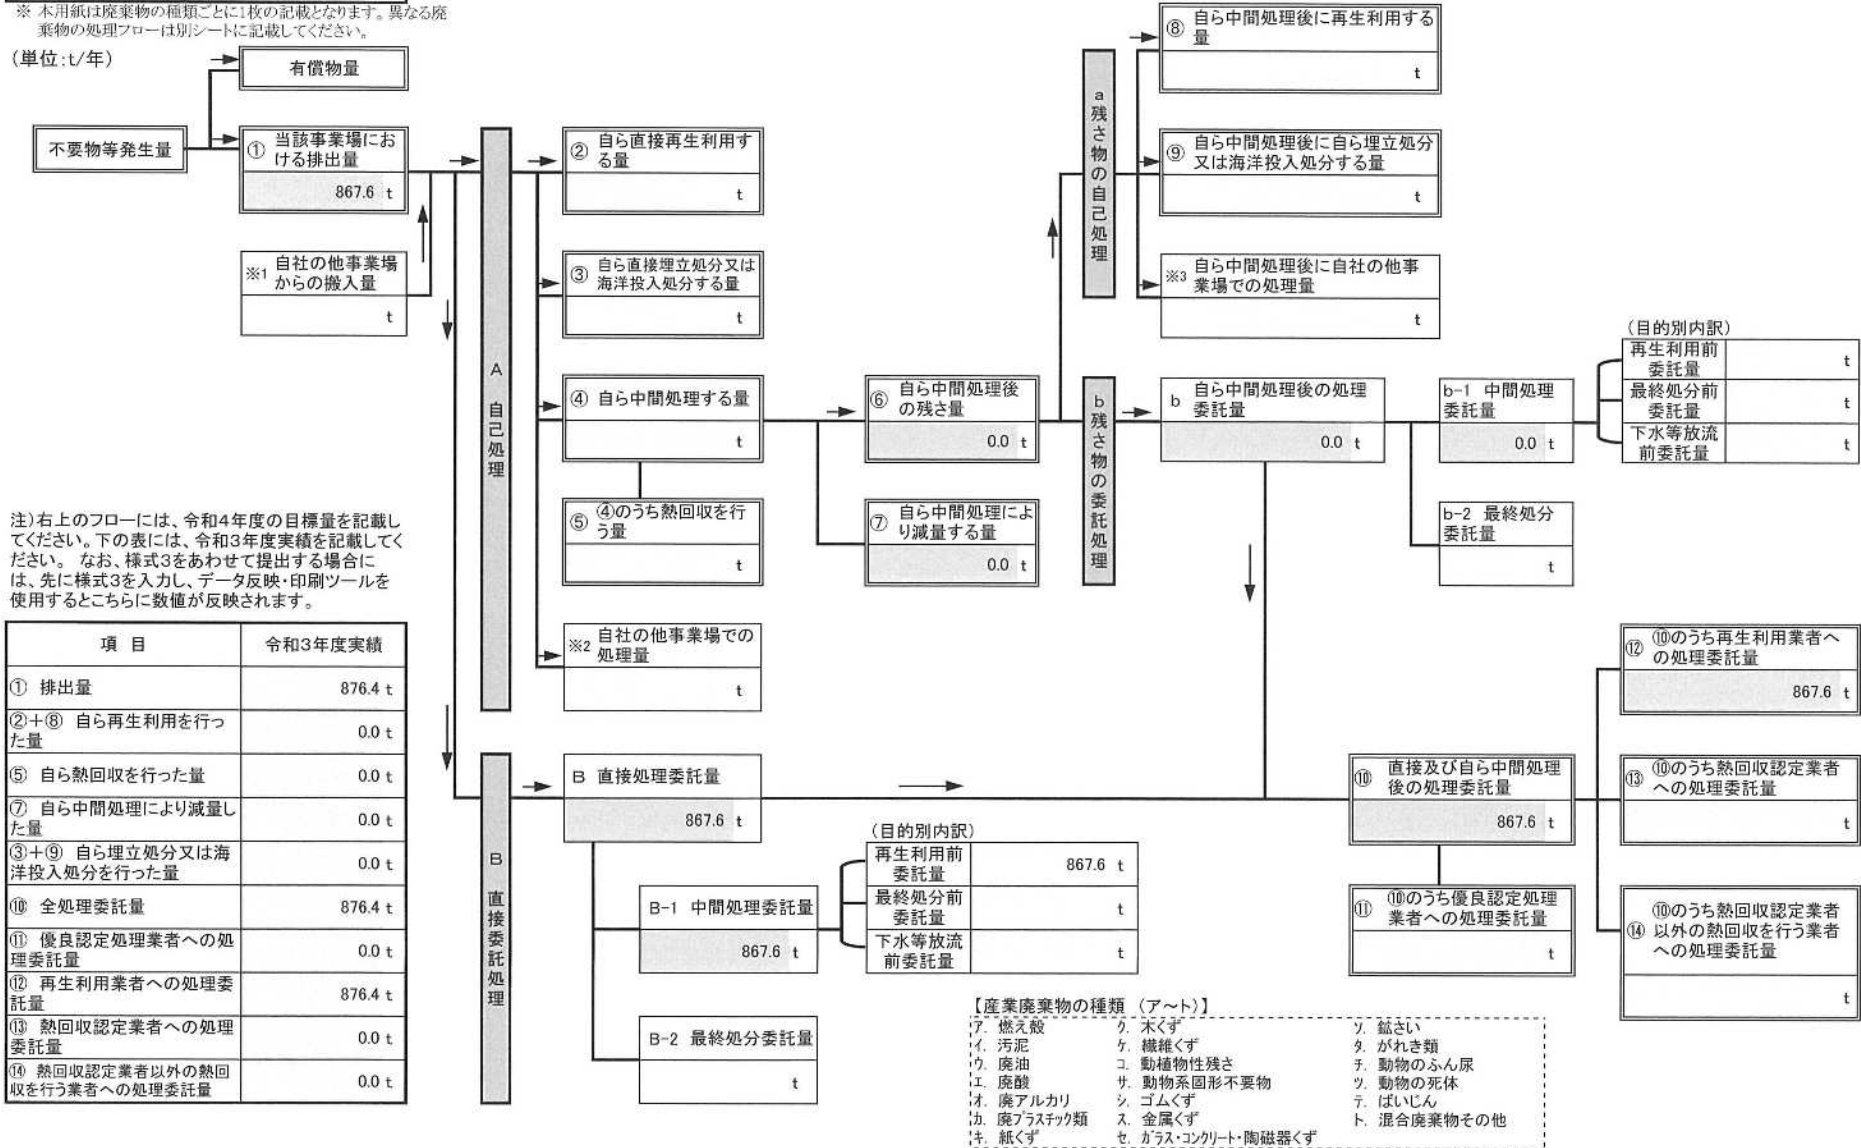 ※ 本用紙は廃棄物の種類ごとに1枚の記載となります。異なる廃
棄物の処理フローは別シートに記載してください。
(単位:t/年)
有償物量
不要物等発生量
① 当該事業場にお
ける排出量
867.6 t
※1 自社の他事業場
からの搬入量
t
A 自己処理
② 自ら直接再生利用す
る量
t
③ 自ら直接埋立処分又は
海洋投入処分する量
t
④ 自ら中間処理する量
t
⑤ ④のうち熱回収を行
う量
t
※2 自社の他事業場での
処理量
t
⑥ 自ら中間処理後
の残さ量
0.0 t
⑦ 自ら中間処理によ
り減量する量
0.0 t
a 残さ物の自己処理
⑧ 自ら中間処理後に再生利用する
量
t
⑨ 自ら中間処理後に自ら埋立処分
又は海洋投入処分する量
t
※3 自ら中間処理後に自社の他事
業場での処理量
t
b 残さ物の委託処理
b 自ら中間処理後の処理
委託量
0.0 t
b-1 中間処理
委託量
0.0 t
(目的別内訳)
再生利用前
委託量
t
最終処分前
委託量
t
下水等放流
前委託量
t
b-2 最終処分
委託量
t
注)右上のフローには、令和4年度の目標量を記載し
てください。下の表には、令和3年度実績を記載してく
ださい。 なお、様式3をあわせて提出する場合に
は、先に様式3を入力し、データ反映・印刷ツールを
使用するとこちらに数値が反映されます。
項 目 令和3年度実績
① 排出量 876.4 t
②+⑧ 自ら再生利用を行っ
た量 0.0 t
⑤ 自ら熱回収を行った量 0.0 t
⑦ 自ら中間処理により減量し
た量 0.0 t
③+⑨ 自ら埋立処分又は海
洋投入処分を行った量 0.0 t
⑩ 全処理委託量 876.4 t
⑪ 優良認定処理業者への処
理委託量 0.0 t
⑫ 再生利用業者への処理委
託量 876.4 t
⑬ 熱回収認定業者への処理
委託量 0.0 t
⑭ 熱回収認定業者以外の熱回
収を行う業者への処理委託量 0.0 t
B 直接委託処理
B 直接処理委託量
867.6 t
B-1 中間処理委託量
867.6 t
(目的別内訳)
再生利用前
委託量
867.6 t
最終処分前
委託量
t
下水等放流
前委託量
t
B-2 最終処分委託量
t
⑩ 直接及び自ら中間処理
後の処理委託量
867.6 t
⑪ ⑩のうち優良認定処理
業者への処理委託量
t
⑫ ⑩のうち再生利用業者へ
の処理委託量
867.6 t
⑬ ⑩のうち熱回収認定業者
への処理委託量
t
⑭ ⑩のうち熱回収認定業者
以外の熱回収を行う業者
への処理委託量
t
【産業廃棄物の種類 (ア~ト)】
ア. 燃え殻 ク. 木くず ソ. 鉱さい
イ. 汚泥 ケ. 繊維くず タ. がれき類
ウ. 廃油 コ. 動植物性残さ チ. 動物のふん尿
エ. 廃酸 サ. 動物系固形不要物 ツ. 動物の死体
オ. 廃アルカリ シ. ゴムくず テ. ばいじん
カ. 廃プラスチック類 ス. 金属くず ト. 混合廃棄物その他
キ. 紙くず セ. ガラス・コンクリート・陶磁器くず